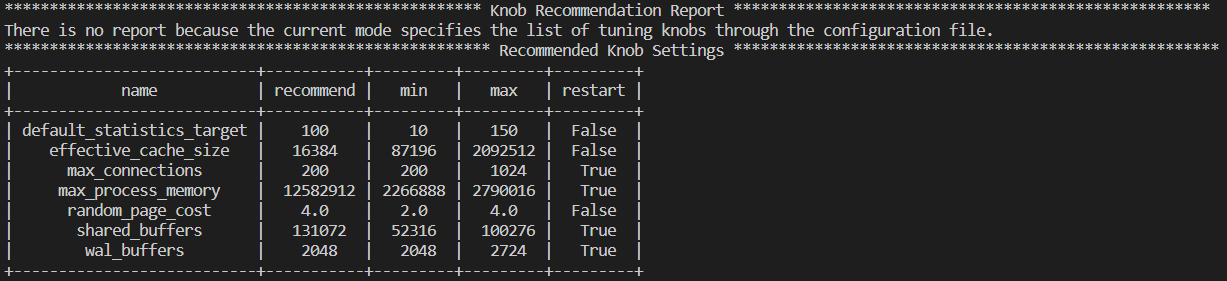 ***************************************************** Knob Recommendation Report *****************************************************
There is no report because the current mode specifies the list of tuning knobs through the configuration file.
****************************************************** Recommended Knob Settings ******************************************************
+---------------------------+-----------+---------+---------+---------+
|            name           | recommend |   min   |   max   | restart |
+---------------------------+-----------+---------+---------+---------+
| default_statistics_target |    100    |    10   |   150   |  False  |
|    effective_cache_size   |   16384   |  87196  | 2092512 |  False  |
|      max_connections      |    200    |   200   |   1024  |   True  |
|     max_process_memory    |  12582912 | 2266888 | 2790016 |   True  |
|      random_page_cost     |    4.0    |   2.0   |   4.0   |  False  |
|       shared_buffers      |   131072  |  52316  |  100276 |   True  |
|        wal_buffers        |    2048   |   2048  |   2724  |   True  |
+---------------------------+-----------+---------+---------+---------+